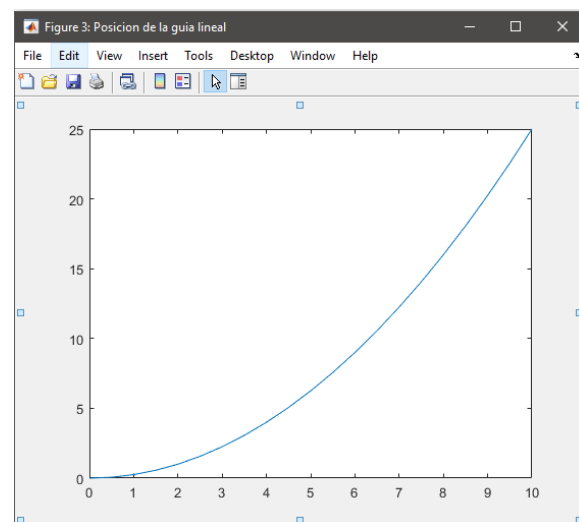 Figure 3: Posicion de la guia lineal
File Edit View Insert Tools Desktop Window Help
25
20
15
10
5
0
0 1 2 3 4 5 6 7 8 9 10